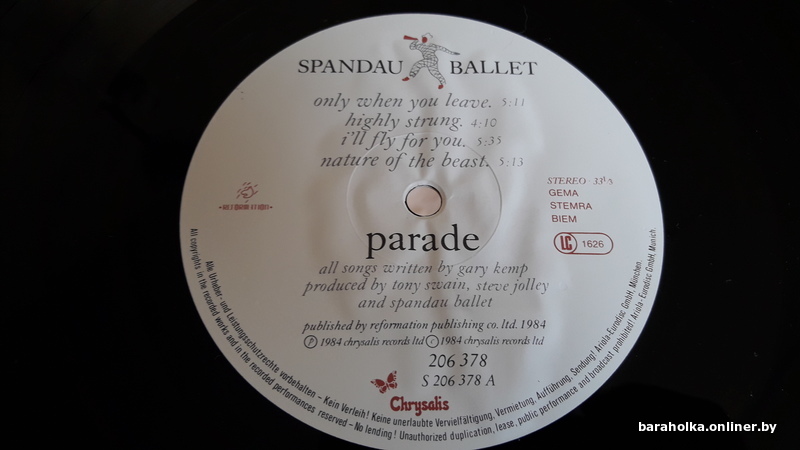 SPANDAU BALLET
only when you leave. 5:11
highly strung. 4:10
i'll fly for you. 5:35
nature of the beast. 5:13
STEREO · 33⅓
GEMA
STEMRA
BIEM
LC 1626
parade
all songs written by gary kemp
produced by tony swain, steve jolley
and spandau ballet
published by reformation publishing co. ltd. 1984
Ⓟ 1984 chrysalis records ltd Ⓒ 1984 chrysalis records ltd
206 378
S 206 378 A
Chrysalis
Alle Urheber- und Leistungsschutzrechte vorbehalten – Kein Verleih! Keine unerlaubte Vervielfältigung, Vermietung, Aufführung, Sendung! Ariola-Eurodisc GmbH, München.
All copyrights in the recorded works and in the recorded performances reserved – No lending! Unauthorized duplication, lease, public performance and broadcast prohibited! Ariola-Eurodisc GmbH, Munich.
baraholka.onliner.by